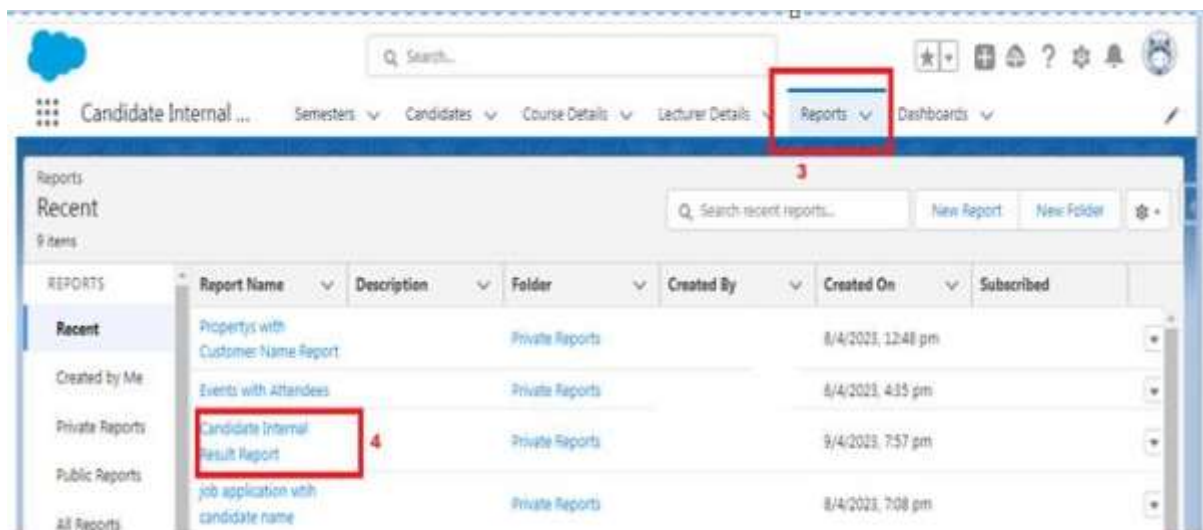 Search...
Candidate Internal ... Semesters Candidates Course Details Lecturer Details Reports Dashboards
3
Reports
Recent
9 items
Search recent reports... New Report New Folder
REPORTS Report Name Description Folder Created By Created On Subscribed
Recent
Propertys with
Customer Name Report
Private Reports 8/4/2023, 12:48 pm
Created by Me
Events with Attendees Private Reports 6/4/2023, 4:35 pm
Private Reports
Candidate Internal
Result Report
4
Private Reports 9/4/2023, 7:57 pm
Public Reports
job application wtih
candidate name
Private Reports 8/4/2023, 7:08 pm
All Reports